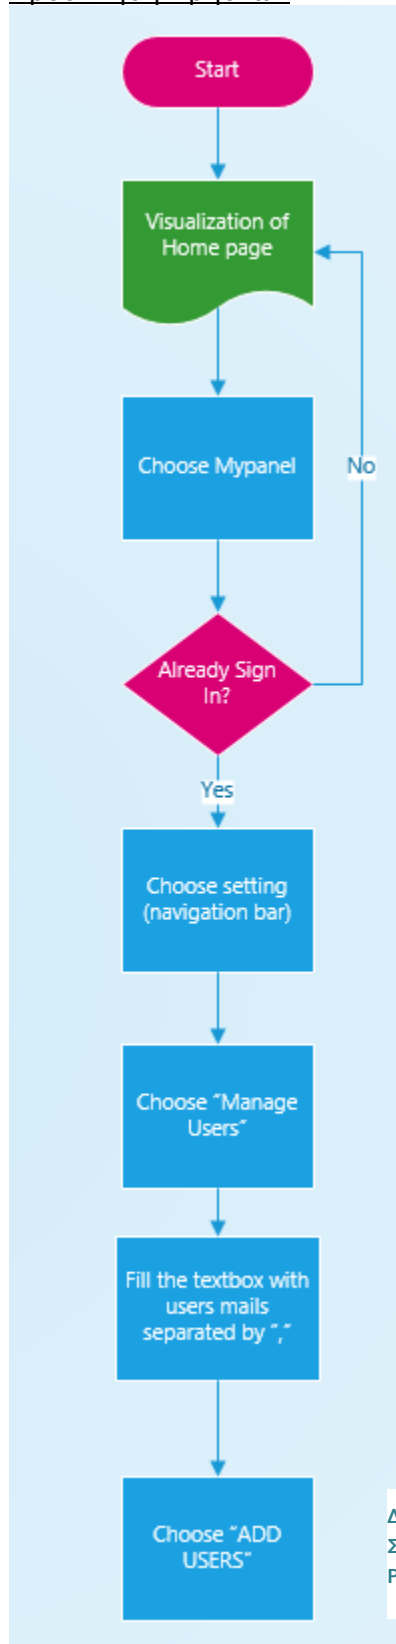 Start
Visualization of
Home page
Choose Mypanel
No
Already Sign
In?
Yes
Choose setting
(navigation bar)
Choose “Manage
Users”
Fill the textbox with
users mails
separated by “,”
Choose “ADD
USERS”